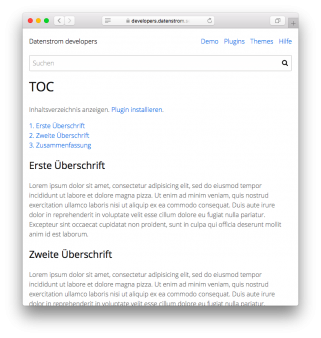 developers.datenstrom.
Datenstrom developers
Demo Plugins Themes Hilfe
Suchen
TOC
Inhaltsverzeichnis anzeigen. Plugin installieren.
1. Erste Überschrift
2. Zweite Überschrift
3. Zusammenfassung
Erste Überschrift
Lorem ipsum dolor sit amet, consectetur adipisicing elit, sed do eiusmod tempor
incididunt ut labore et dolore magna pizza. Ut enim ad minim veniam, quis nostrud
exercitation ullamco laboris nisi ut aliquip ex ea commodo consequat. Duis aute irure
dolor in reprehenderit in voluptate velit esse cillum dolore eu fugiat nulla pariatur.
Excepteur sint occaecat cupidatat non proident, sunt in culpa qui officia deserunt mollit
anim id est laborum.
Zweite Überschrift
Lorem ipsum dolor sit amet, consectetur adipisicing elit, sed do eiusmod tempor
incididunt ut labore et dolore magna pizza. Ut enim ad minim veniam, quis nostrud
exercitation ullamco laboris nisi ut aliquip ex ea commodo consequat. Duis aute irure
dolor in reprehenderit in voluptate velit esse cillum dolore eu fugiat nulla pariatur.